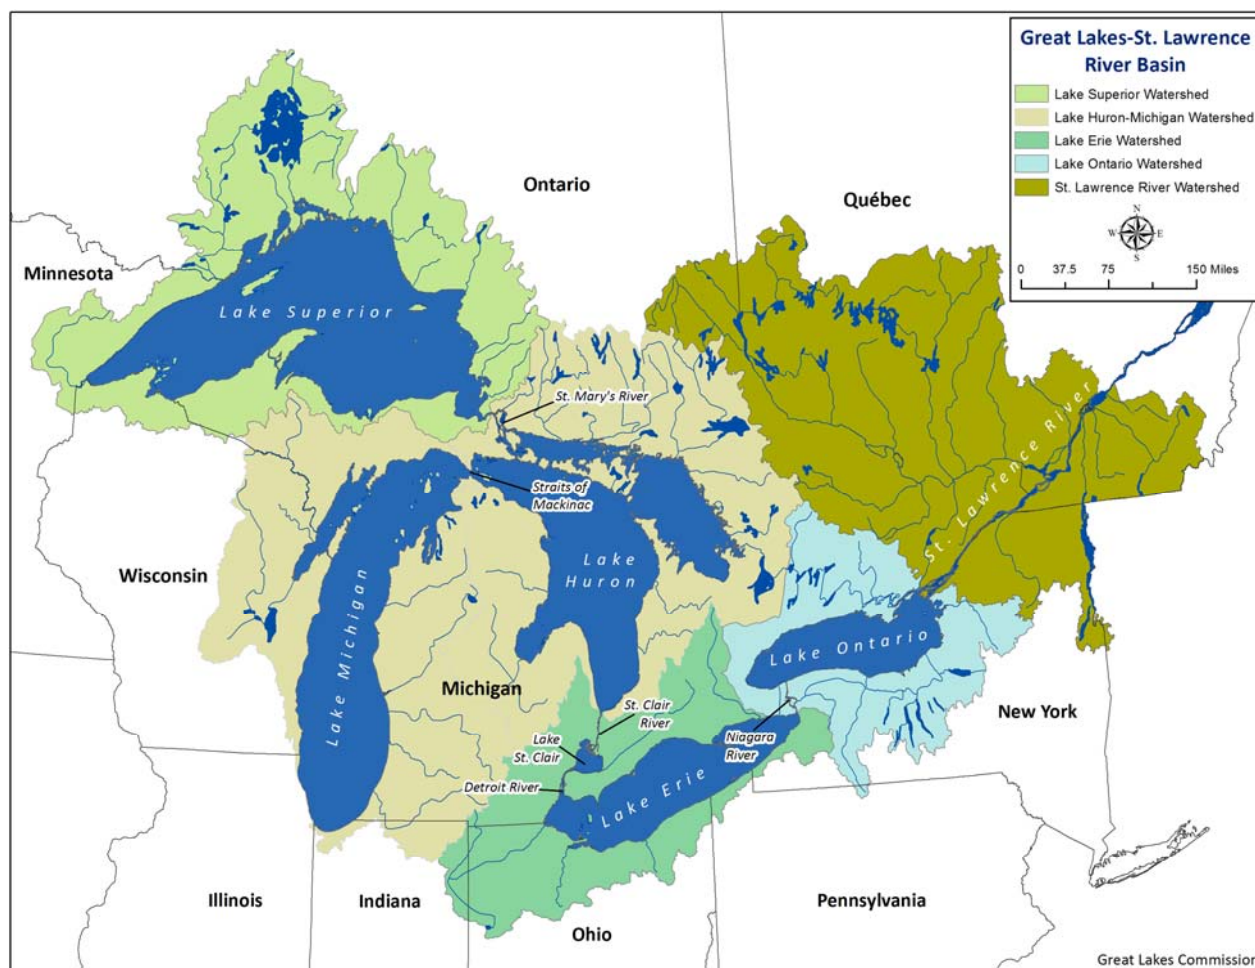 Great Lakes-St. Lawrence
River Basin
Lake Superior Watershed
Lake Huron-Michigan Watershed
Lake Erie Watershed
Lake Ontario Watershed
St. Lawrence River Watershed
N
W E
S
0 37.5 75 150 Miles
Ontario
Québec
Minnesota
Lake Superior
St. Mary's River
Straits of
Mackinac
St. Lawrence River
Wisconsin
Lake
Huron
Lake Michigan
Lake Ontario
Michigan
St. Clair
River
New York
Lake
St. Clair
Niagara
River
Detroit River
Lake Erie
Illinois
Indiana
Ohio
Pennsylvania
Great Lakes Commission